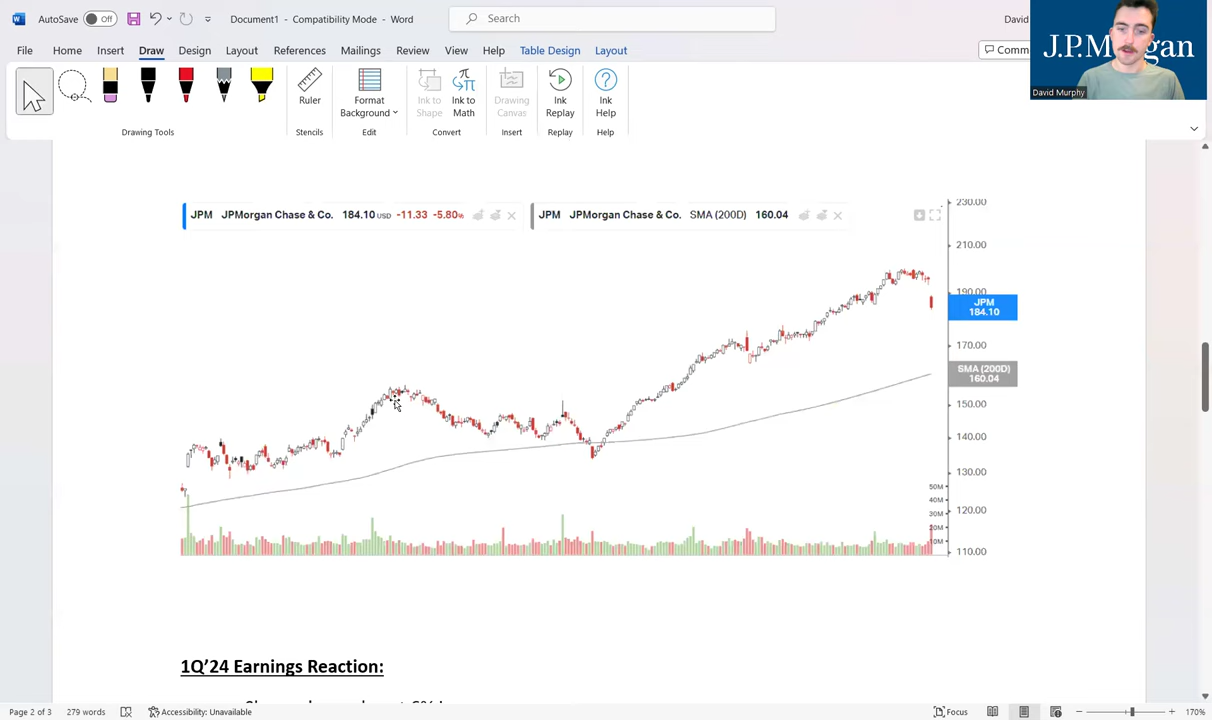 AutoSave Off Document1 - Compatibility Mode - Word Search David
File Home Insert Draw Design Layout References Mailings Review View Help Table Design Layout Comm
J.P.Morgan
David Murphy
Ruler Format Background Ink to Shape Ink to Math Drawing Canvas Ink Replay Ink Help
Drawing Tools Stencils Edit Convert Insert Replay Help
JPM JPMorgan Chase & Co. 184.10 USD -11.33 -5.80% JPM JPMorgan Chase & Co. SMA (200D) 160.04
230.00
210.00
190.00
JPM
184.10
170.00
SMA (200D)
160.04
150.00
140.00
130.00
50M
40M
30M
120.00
20M
10M
110.00
1Q’24 Earnings Reaction:
Page 2 of 3 279 words Accessibility: Unavailable Focus 170%